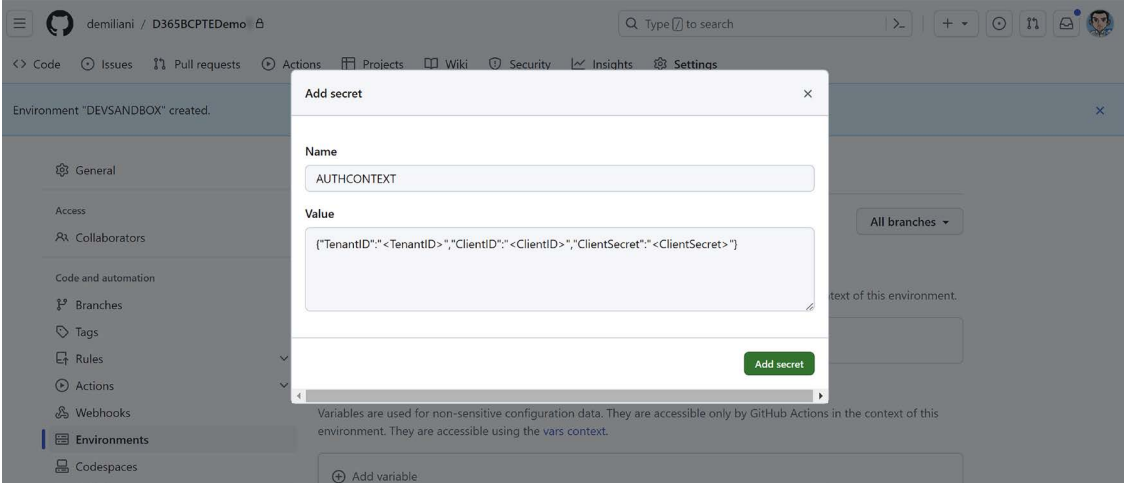 demiliani / D365BCPTEDemo
Type / to search
Code
Issues
Pull requests
Actions
Projects
Wiki
Security
Insights
Settings
Environment "DEVSANDBOX" created.
Add secret
Name
AUTHCONTEXT
Value
{"TenantID":"<TenantID>","ClientID":"<ClientID>","ClientSecret":"<ClientSecret>"}
Add secret
General
Access
Collaborators
Code and automation
Branches
Tags
Rules
Actions
Webhooks
Environments
Codespaces
All branches
text of this environment.
Variables are used for non-sensitive configuration data. They are accessible only by GitHub Actions in the context of this
environment. They are accessible using the vars context.
Add variable